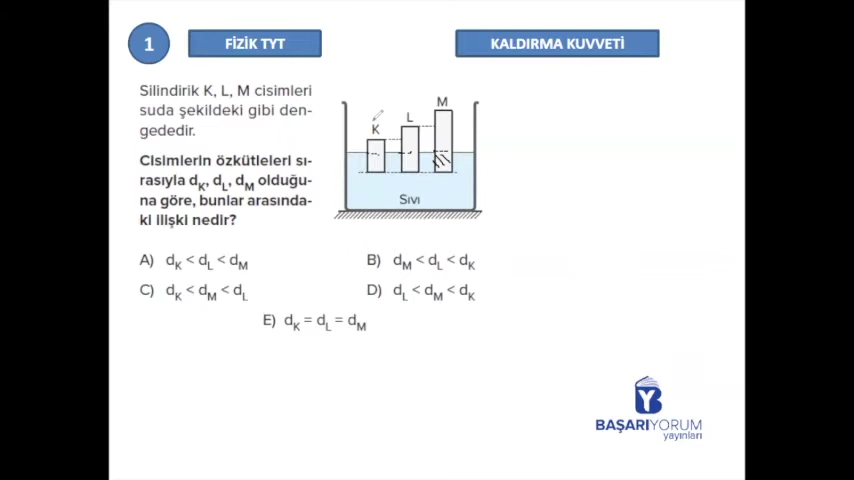 1
FİZİK TYT
KALDIRMA KUVVETİ
Silindirik K, L, M cisimleri
suda şekildeki gibi den-
gededir.
Cisimlerin özkütleleri sı-
rasıyla dK, dL, dM olduğu-
na göre, bunlar arasında-
ki ilişki nedir?
K
L
M
Sıvı
A) dK < dL < dM
B) dM < dL < dK
C) dK < dM < dL
D) dL < dM < dK
E) dK = dL = dM
BAŞARIYORUM
yayınları